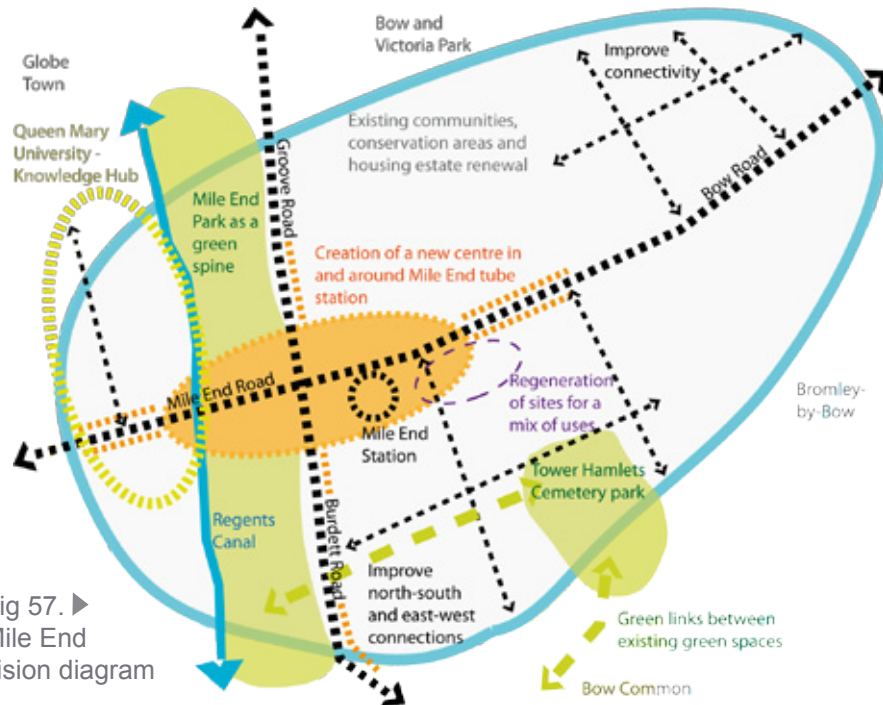 Bow and
Victoria Park
Globe
Town
Improve
connectivity
Queen Mary
University -
Knowledge Hub
Existing communities,
conservation areas and
housing estate renewal
Groove Road
Bow Road
Mile End
Park as a
green
spine
Creation of a new centre in
and around Mile End tube
station
Mile End Road
Regeneration
of sites for a
mix of uses
Bromley-
by-Bow
Mile End
Station
Tower Hamlets
Cemetery park
Regents
Canal
Burdett Road
Improve
north-south
and east-west
connections
Green links between
existing green spaces
Bow Common
ig 57. ▶
Mile End
ision diagram